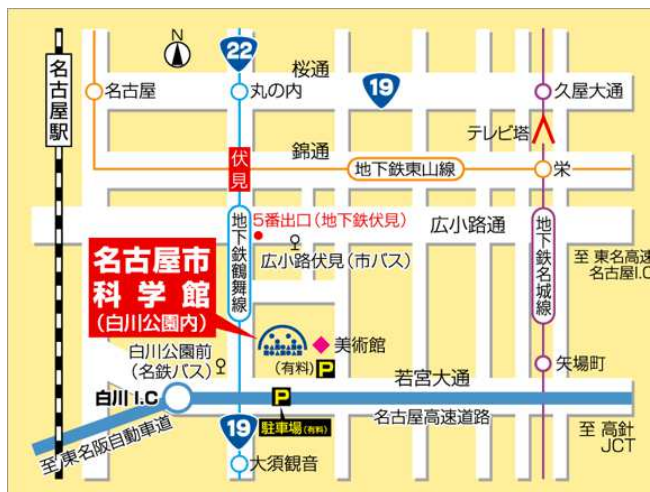 N
22
桜通
名古屋駅
名古屋
丸の内
19
久屋大通
テレビ塔
伏見
錦通
地下鉄東山線
栄
5番出口(地下鉄伏見)
広小路通
広小路伏見(市バス)
地下鉄鶴舞線
地下鉄名城線
至 東名高速
名古屋I.C
名古屋市
科学館
(白川公園内)
美術館
(有料)
P
白川公園前
(名鉄バス)
矢場町
若宮大通
白川 I.C
P
駐車場(有料)
名古屋高速道路
至 東名阪自動車道
19
至 高針
JCT
大須観音